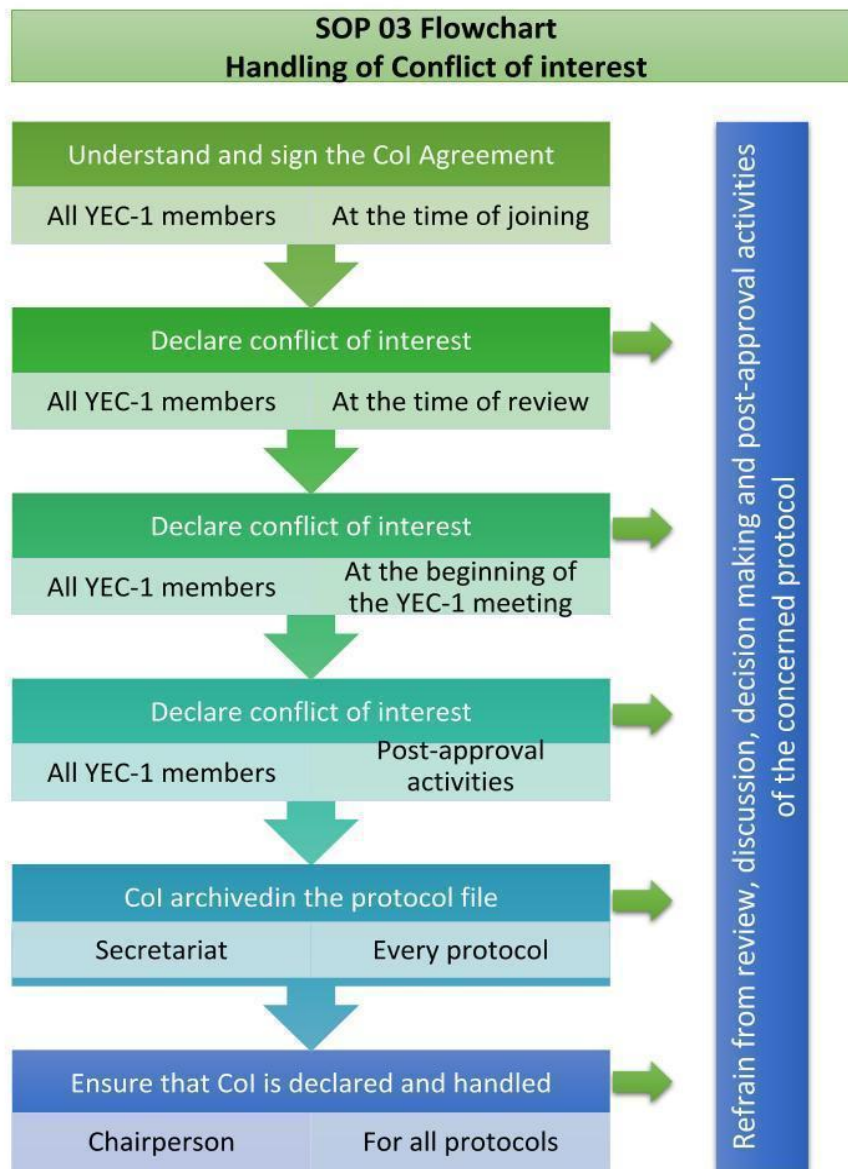 SOP 03 Flowchart
Handling of Conflict of interest
Understand and sign the CoI Agreement
All YEC-1 members
At the time of joining
Declare conflict of interest
All YEC-1 members
At the time of review
Declare conflict of interest
All YEC-1 members
At the beginning of
the YEC-1 meeting
Declare conflict of interest
All YEC-1 members
Post-approval
activities
CoI archivedin the protocol file
Secretariat
Every protocol
Ensure that CoI is declared and handled
Chairperson
For all protocols
Refrain from review, discussion, decision making and post-approval activities
of the concerned protocol